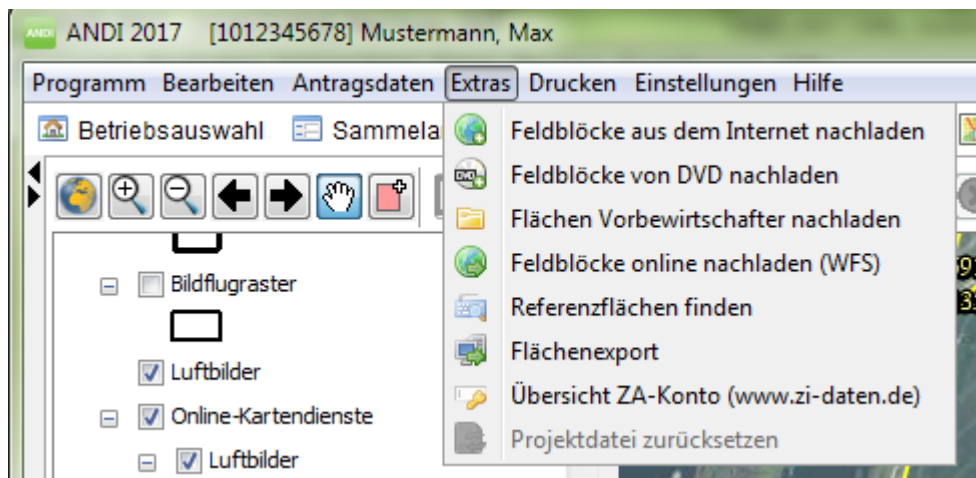 ANDI ANDI 2017 [1012345678] Mustermann, Max
Programm Bearbeiten Antragsdaten Extras Drucken Einstellungen Hilfe
Betriebsauswahl
Feldblöcke aus dem Internet nachladen
Feldblöcke von DVD nachladen
Flächen Vorbewirtschafter nachladen
Feldblöcke online nachladen (WFS)
Referenzflächen finden
Flächenexport
Übersicht ZA-Konto (www.zi-daten.de)
Projektdatei zurücksetzen
Bildflugraster
Luftbilder
Online-Kartendienste
Luftbilder